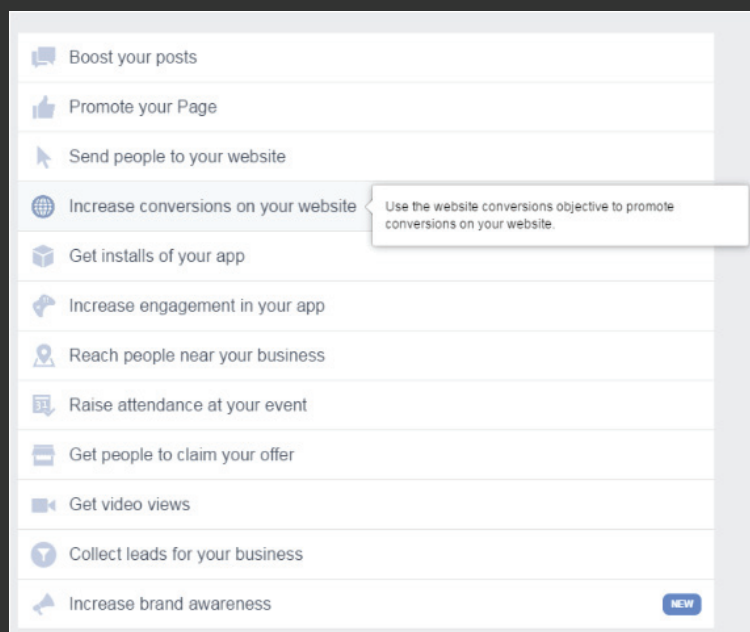 Boost your posts
Promote your Page
Send people to your website
Increase conversions on your website
Use the website conversions objective to promote
conversions on your website.
Get installs of your app
Increase engagement in your app
Reach people near your business
31
Raise attendance at your event
Get people to claim your offer
Get video views
Collect leads for your business
Increase brand awareness
NEW